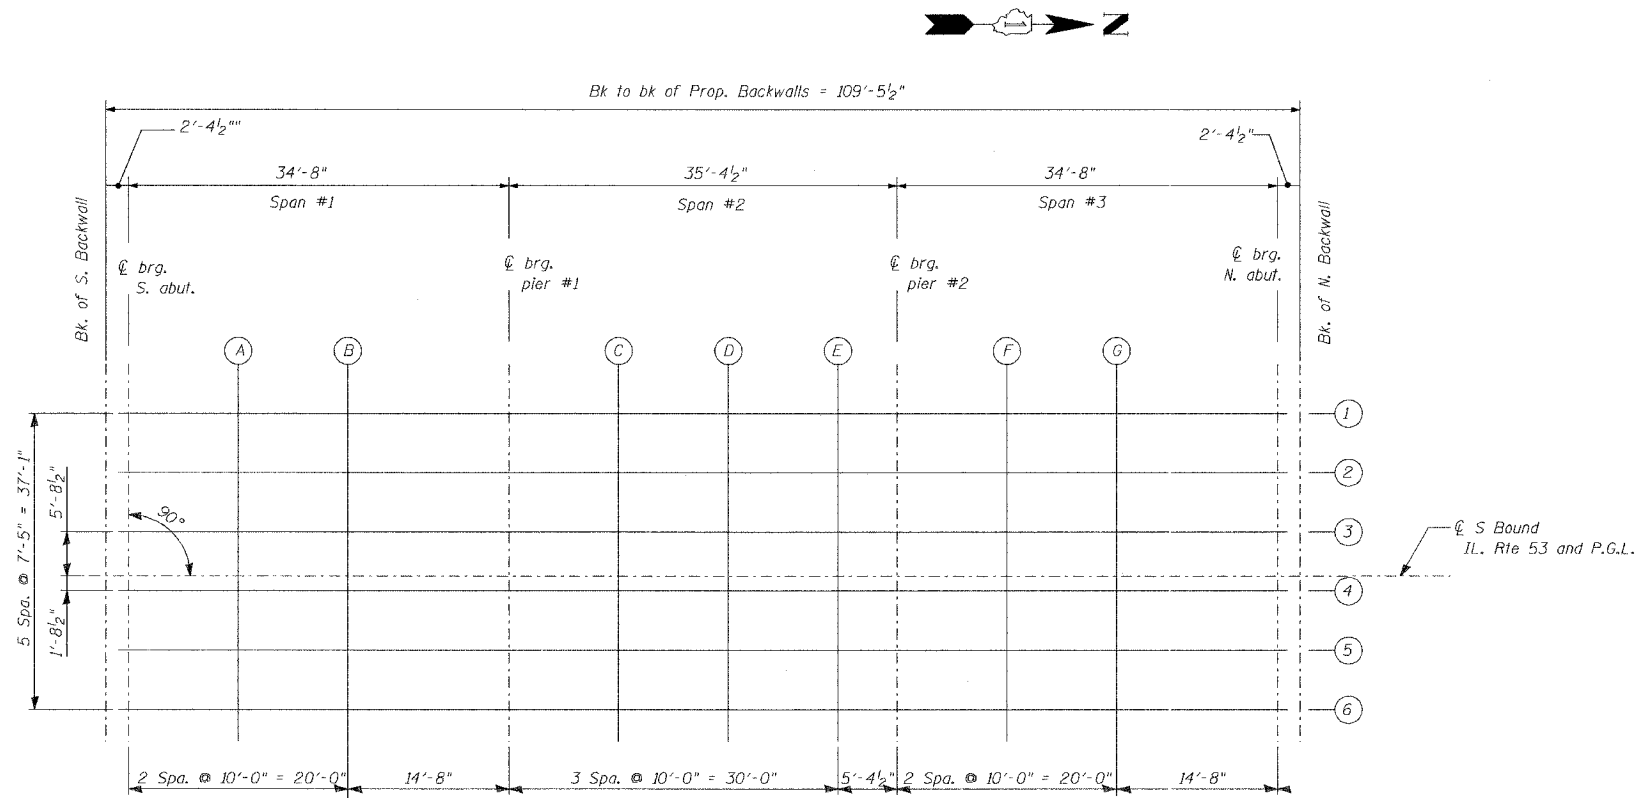 N
Bk to bk of Prop. Backwalls = 109'-5½"
2'-4½""
2'-4½"
34'-8"
35'-4½"
34'-8"
Span #1
Span #2
Span #3
Bk. of S. Backwall
Bk. of N. Backwall
℄ brg.
S. abut.
℄ brg.
pier #1
℄ brg.
pier #2
℄ brg.
N. abut.
A
B
C
D
E
F
G
1
2
3
4
5
6
5 Spa. @ 7'-5" = 37'-1"
5'-8½"
1'-8½"
90°
℄ S Bound
IL. Rte 53 and P.G.L.
2 Spa. @ 10'-0" = 20'-0"
14'-8"
3 Spa. @ 10'-0" = 30'-0"
5'-4½"
2 Spa. @ 10'-0" = 20'-0"
14'-8"